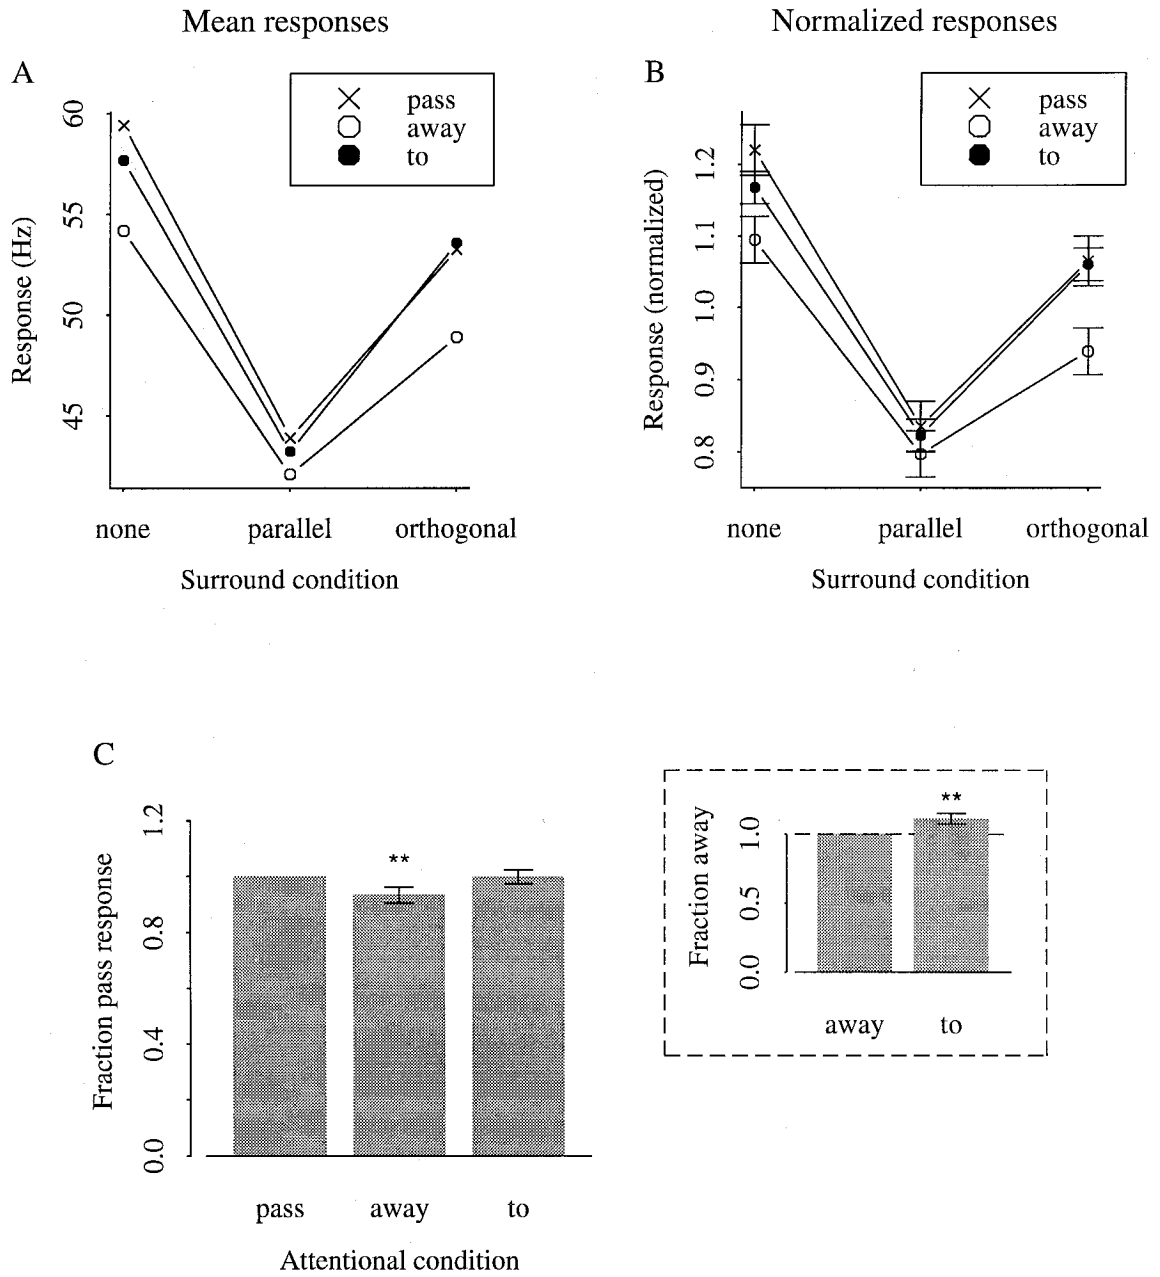 Mean responses
Normalized responses
A
pass
away
to
60
55
50
45
Response (Hz)
none parallel orthogonal
Surround condition
B
pass
away
to
1.2
1.1
1.0
0.9
0.8
Response (normalized)
none parallel orthogonal
Surround condition
C
1.2
0.8
0.4
0.0
Fraction pass response
**
pass away to
Attentional condition
**
1.0
0.5
0.0
Fraction away
away to